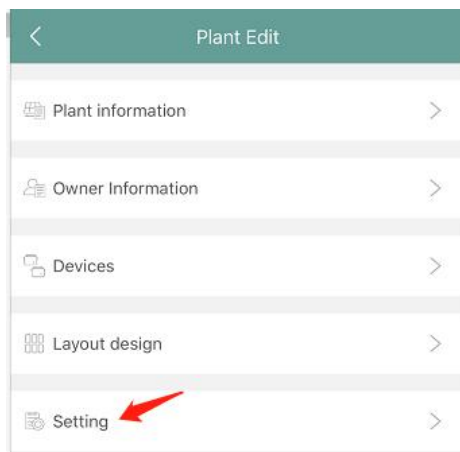 Plant Edit
Plant information
Owner Information
Devices
Layout design
Setting